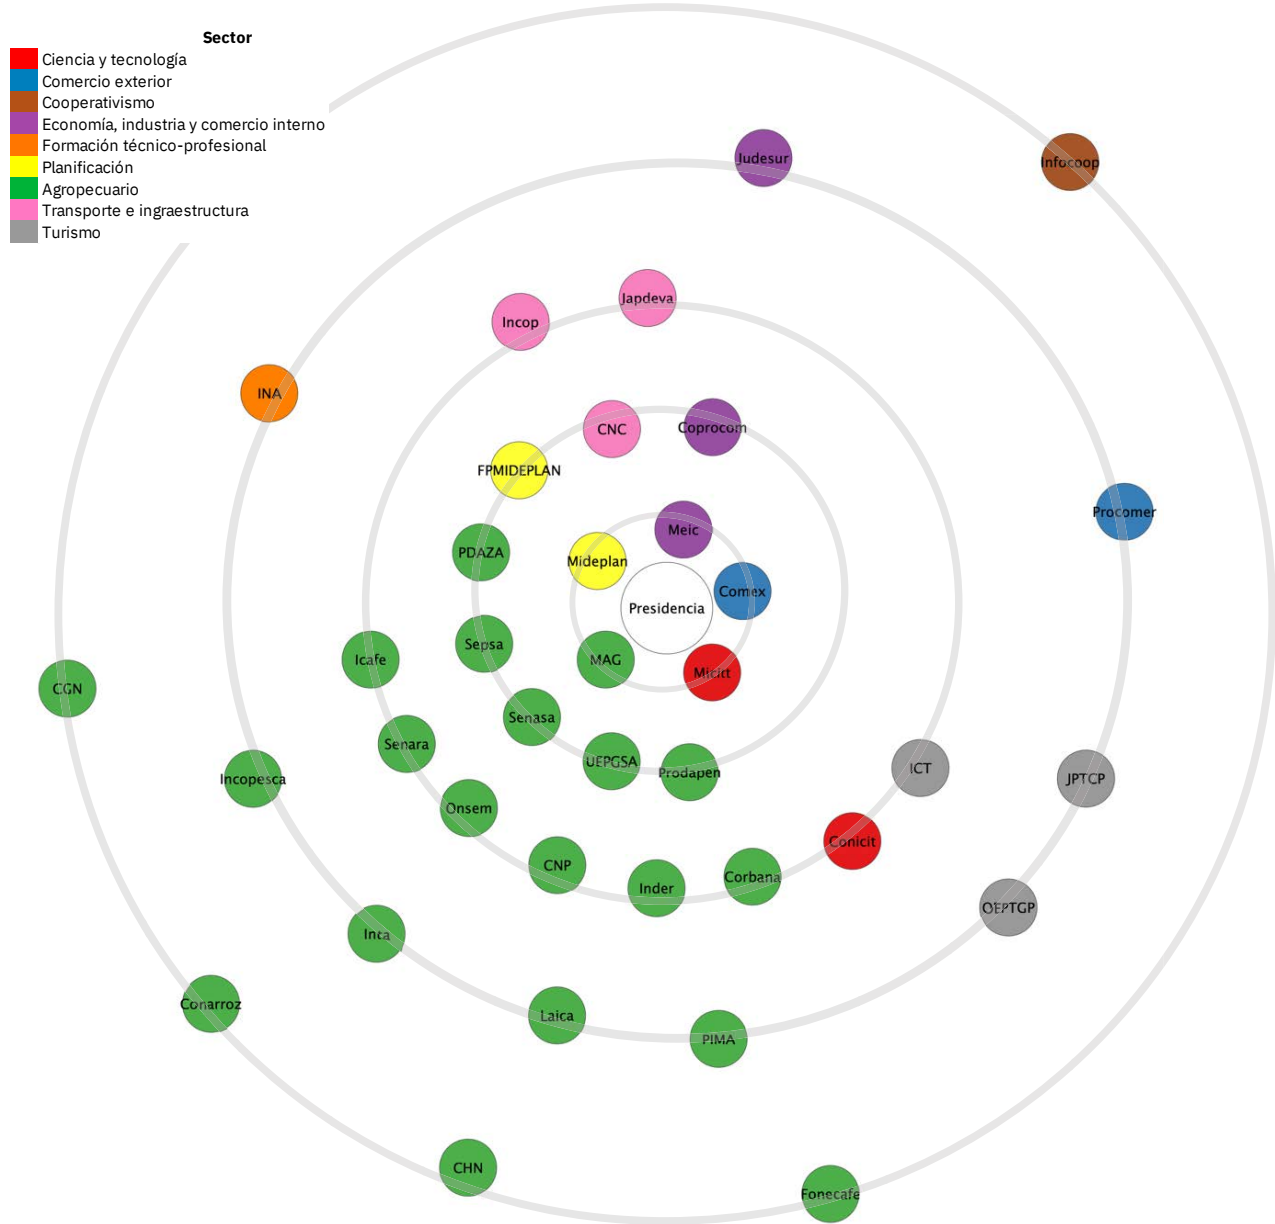 Sector
Ciencia y tecnología
Comercio exterior
Cooperativismo
Economía, industria y comercio interno
Formación técnico-profesional
Planificación
Agropecuario
Transporte e ingraestructura
Turismo
Judesur
Infocoop
Japdeva
Incop
INA
CNC
Coprocom
FPMIDEPLAN
Procomer
Meic
PDAZA
Mideplan
Comex
Presidencia
Sepsa
Icafe
MAG
Micitt
CGN
Senasa
Senara
UEPGSA
Prodapen
ICT
JPTCP
Incopesca
Onsem
Conicit
CNP
Corbana
Inder
OEPTGP
Inta
Conarroz
Laica
PIMA
CHN
Fonecafe